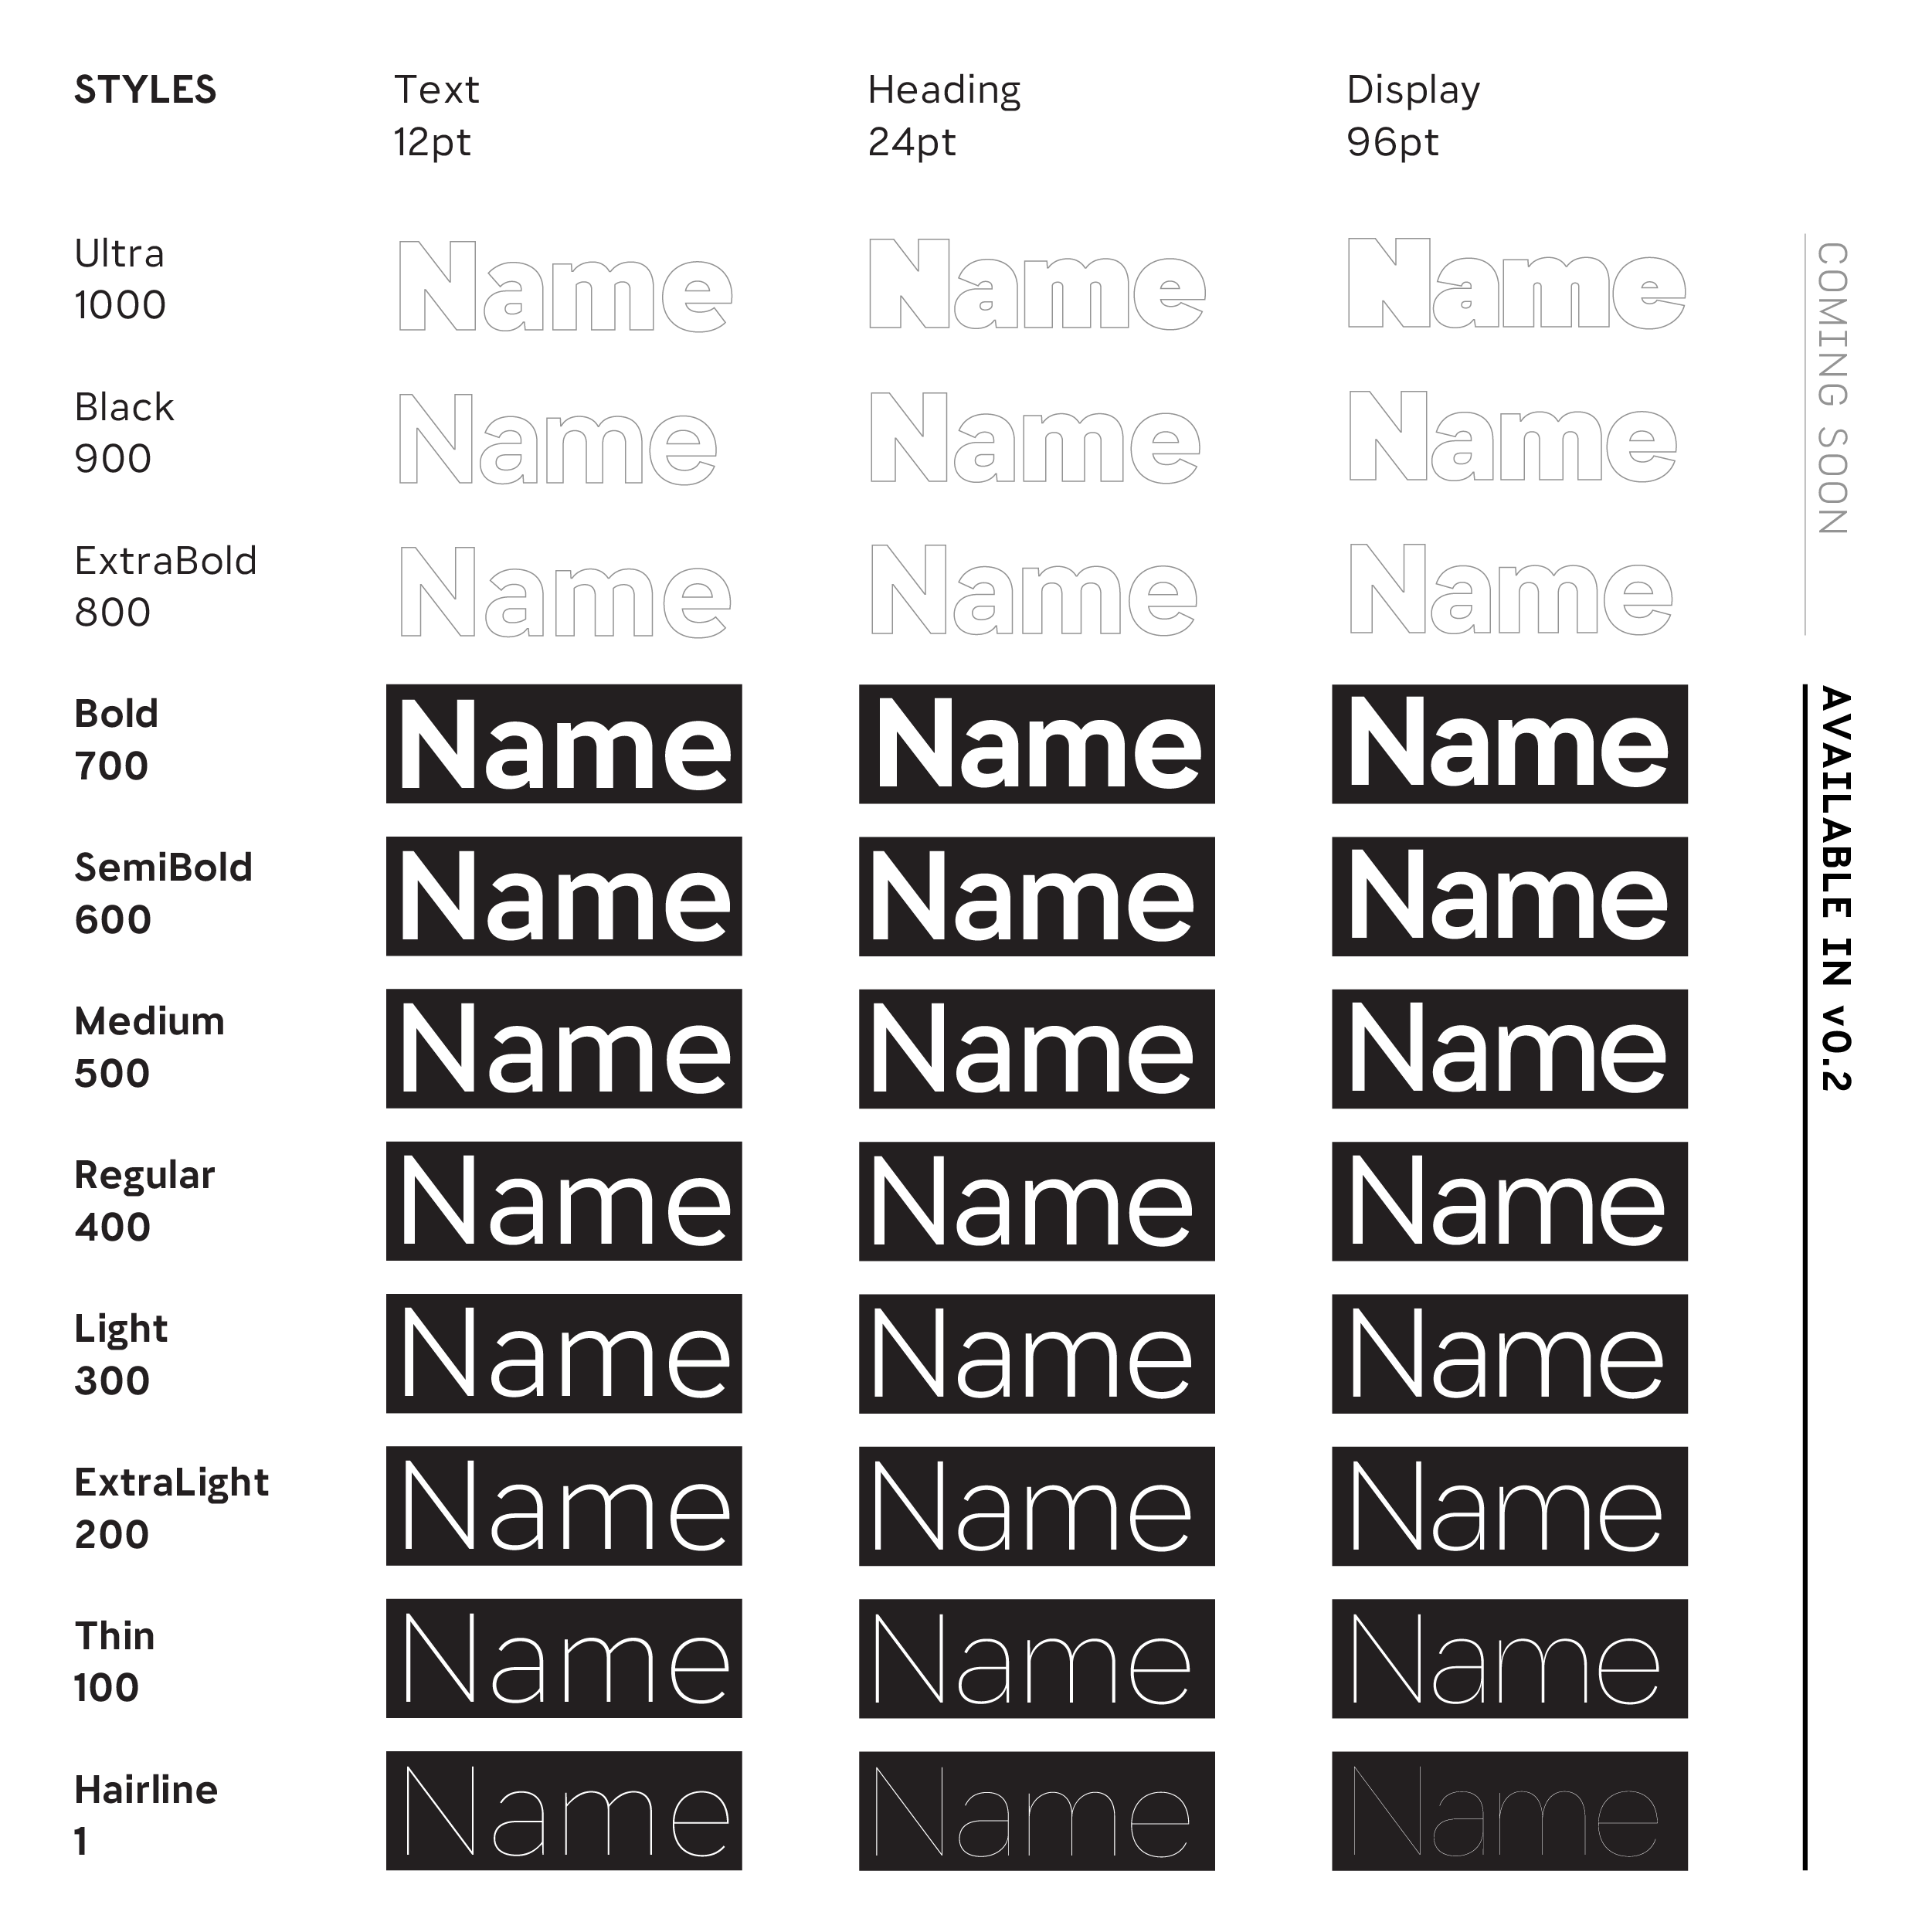 STYLES Text Heading Display
12pt 24pt 96pt
Ultra Name Name Name
1000
Black Name Name Name
900
ExtraBold Name Name Name
800
COMING SOON
Bold Name Name Name
700
SemiBold Name Name Name
600
Medium Name Name Name
500
Regular Name Name Name
400
Light Name Name Name
300
ExtraLight Name Name Name
200
Thin Name Name Name
100
Hairline Name Name Name
1
AVAILABLE IN v0.2